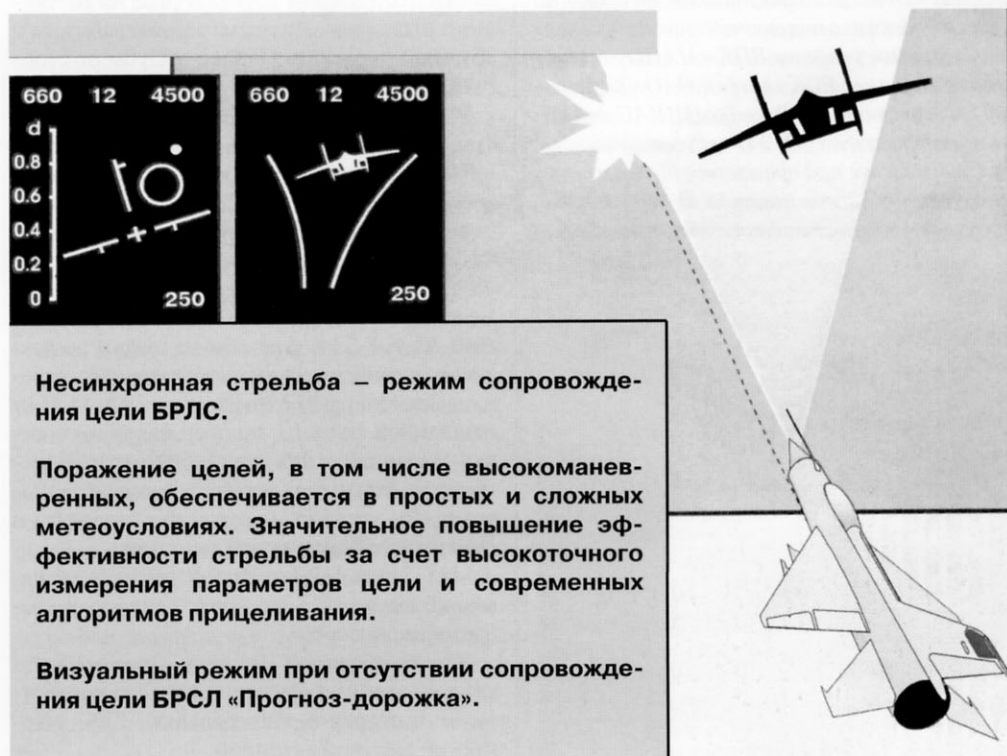 660 12 4500
d
0.8
0.6
0.4
0.2
0
250
660 12 4500
250
Несинхронная стрельба – режим сопровожде-
ния цели БРЛС.
Поражение целей, в том числе высокоманев-
ренных, обеспечивается в простых и сложных
метеоусловиях. Значительное повышение эф-
фективности стрельбы за счет высокоточного
измерения параметров цели и современных
алгоритмов прицеливания.
Визуальный режим при отсутствии сопровожде-
ния цели БРСЛ «Прогноз-дорожка».